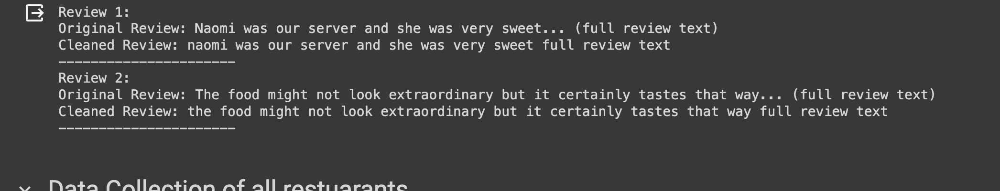 Review 1:
Original Review: Naomi was our server and she was very sweet... (full review text)
Cleaned Review: naomi was our server and she was very sweet full review text
----------------------
Review 2:
Original Review: The food might not look extraordinary but it certainly tastes that way... (full review text)
Cleaned Review: the food might not look extraordinary but it certainly tastes that way full review text
----------------------
Data Collection of all restuarants